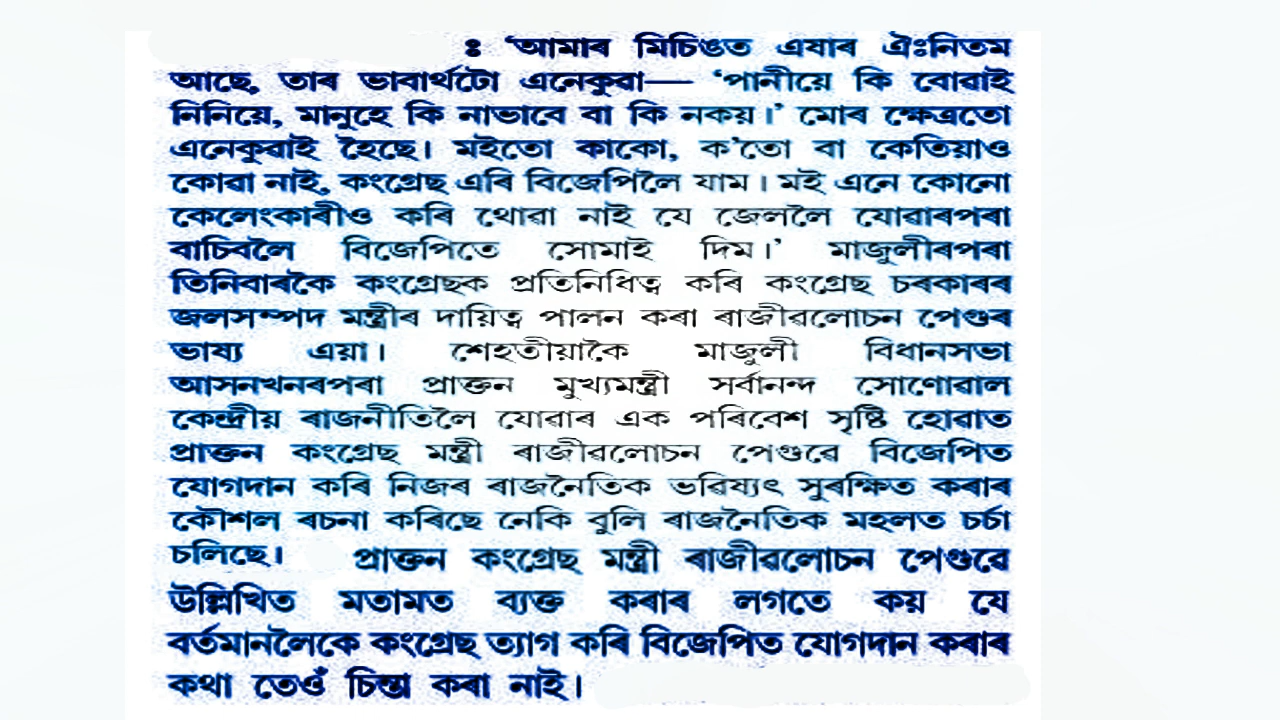 ঃ ‘আমাৰ মিচিঙত এষাৰ ঐঃনিতম
আছে, তাৰ ভাবাৰ্থটো এনেকুৱা— ‘পানীয়ে কি বোৱাই
নিনিয়ে, মানুহে কি নাভাবে বা কি নকয়।’ মোৰ ক্ষেত্ৰতো
এনেকুৱাই হৈছে। মইতো কাকো, ক’তো বা কেতিয়াও
কোৱা নাই, কংগ্ৰেছ এৰি বিজেপিলৈ যাম। মই এনে কোনো
কেলেংকাৰীও কৰি থোৱা নাই যে জেললৈ যোৱাৰপৰা
বাচিবলৈ বিজেপিতে সোমাই দিম।’ মাজুলীৰপৰা
তিনিবাৰকৈ কংগ্ৰেছক প্ৰতিনিধিত্ব কৰি কংগ্ৰেছ চৰকাৰৰ
জলসম্পদ মন্ত্ৰীৰ দায়িত্ব পালন কৰা ৰাজীৱলোচন পেগুৰ
ভাষ্য এয়া। শেহতীয়াকৈ মাজুলী বিধানসভা
আসনখনৰপৰা প্ৰাক্তন মুখ্যমন্ত্ৰী সৰ্বানন্দ সোণোৱাল
কেন্দ্ৰীয় ৰাজনীতিলৈ যোৱাৰ এক পৰিবেশ সৃষ্টি হোৱাত
প্ৰাক্তন কংগ্ৰেছ মন্ত্ৰী ৰাজীৱলোচন পেগুৱে বিজেপিত
যোগদান কৰি নিজৰ ৰাজনৈতিক ভৱিষ্যৎ সুৰক্ষিত কৰাৰ
কৌশল ৰচনা কৰিছে নেকি বুলি ৰাজনৈতিক মহলত চৰ্চা
চলিছে। প্ৰাক্তন কংগ্ৰেছ মন্ত্ৰী ৰাজীৱলোচন পেগুৱে
উল্লিখিত মতামত ব্যক্ত কৰাৰ লগতে কয় যে
বৰ্তমানলৈকে কংগ্ৰেছ ত্যাগ কৰি বিজেপিত যোগদান কৰাৰ
কথা তেওঁ চিন্তা কৰা নাই।